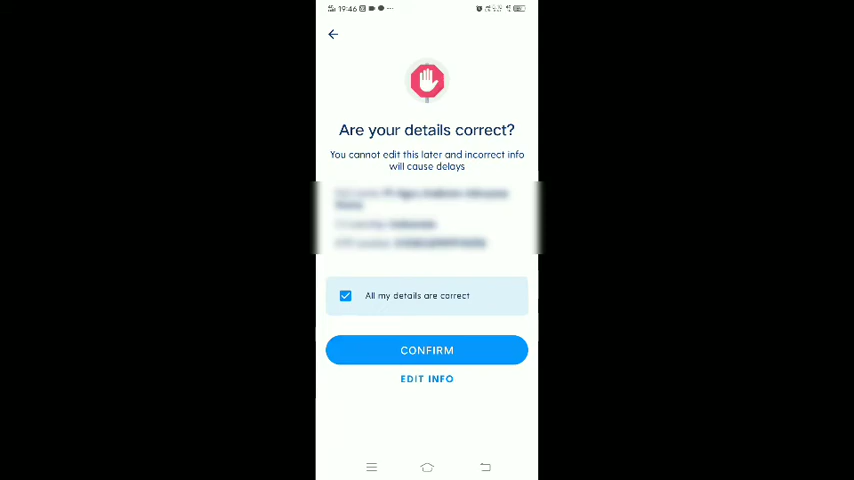 19:46
Are your details correct?
You cannot edit this later and incorrect info
will cause delays
All my details are correct
CONFIRM
EDIT INFO